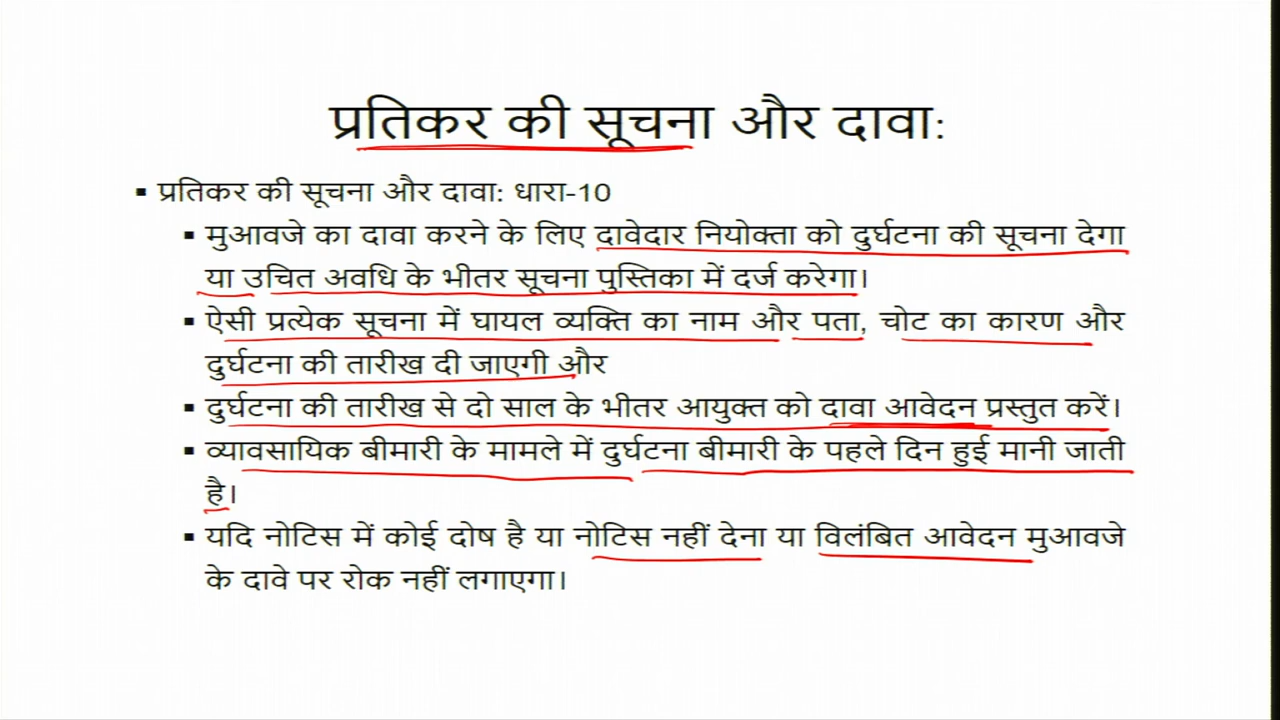 प्रतिकर की सूचना और दावा:
▪ प्रतिकर की सूचना और दावा: धारा-10
▪ मुआवजे का दावा करने के लिए दावेदार नियोक्ता को दुर्घटना की सूचना देगा
या उचित अवधि के भीतर सूचना पुस्तिका में दर्ज करेगा।
▪ ऐसी प्रत्येक सूचना में घायल व्यक्ति का नाम और पता, चोट का कारण और
दुर्घटना की तारीख दी जाएगी और
▪ दुर्घटना की तारीख से दो साल के भीतर आयुक्त को दावा आवेदन प्रस्तुत करें।
▪ व्यावसायिक बीमारी के मामले में दुर्घटना बीमारी के पहले दिन हुई मानी जाती
है।
▪ यदि नोटिस में कोई दोष है या नोटिस नहीं देना या विलंबित आवेदन मुआवजे
के दावे पर रोक नहीं लगाएगा।